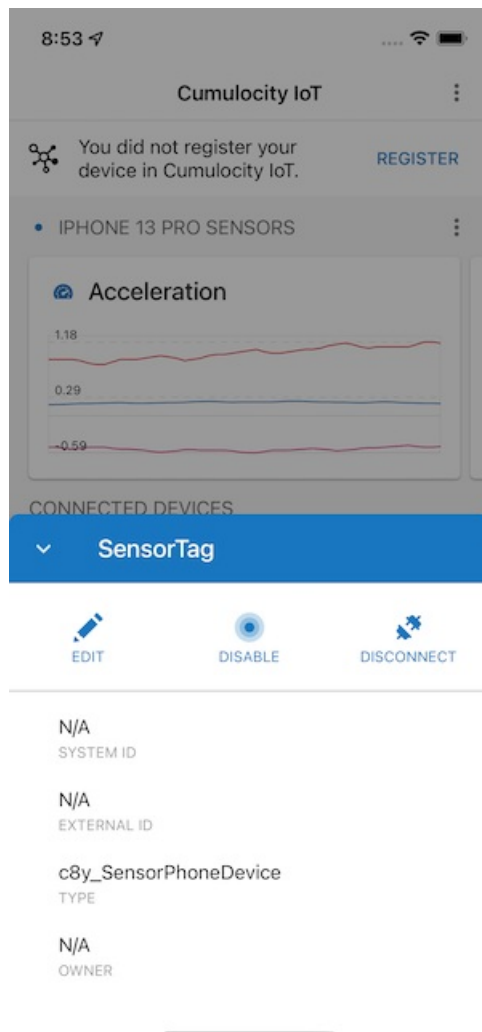 8:53
Cumulocity IoT
You did not register your
device in Cumulocity IoT.
REGISTER
IPHONE 13 PRO SENSORS
Acceleration
1.18
0.29
-0.59
CONNECTED DEVICES
SensorTag
EDIT
DISABLE
DISCONNECT
N/A
SYSTEM ID
N/A
EXTERNAL ID
c8y_SensorPhoneDevice
TYPE
N/A
OWNER